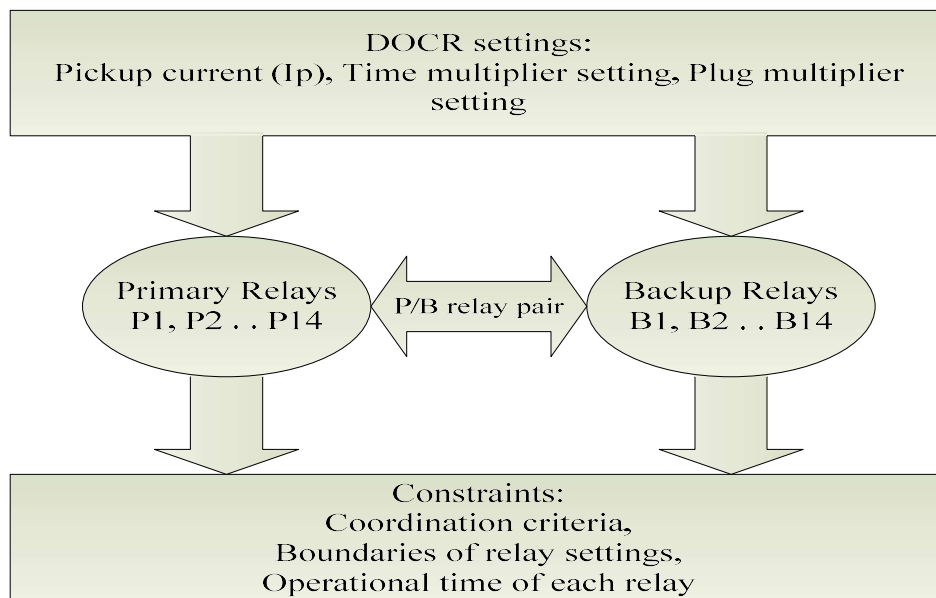 DOCR settings:
Pickup current (Ip), Time multiplier setting, Plug multiplier
setting
Primary Relays
P1, P2 . . P14
P/B relay pair
Backup Relays
B1, B2 . . B14
Constraints:
Coordination criteria,
Boundaries of relay settings,
Operational time of each relay